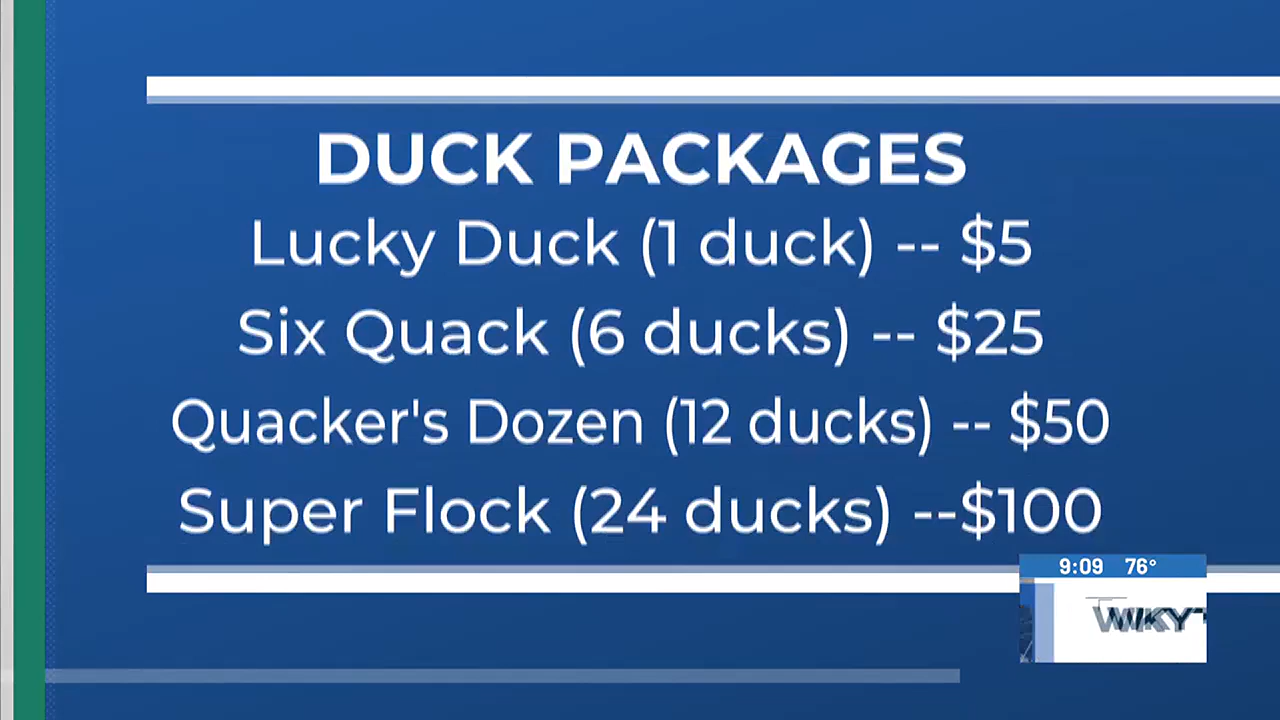 DUCK PACKAGES
Lucky Duck (1 duck) -- $5
Six Quack (6 ducks) -- $25
Quacker's Dozen (12 ducks) -- $50
Super Flock (24 ducks) --$100
9:09 76°